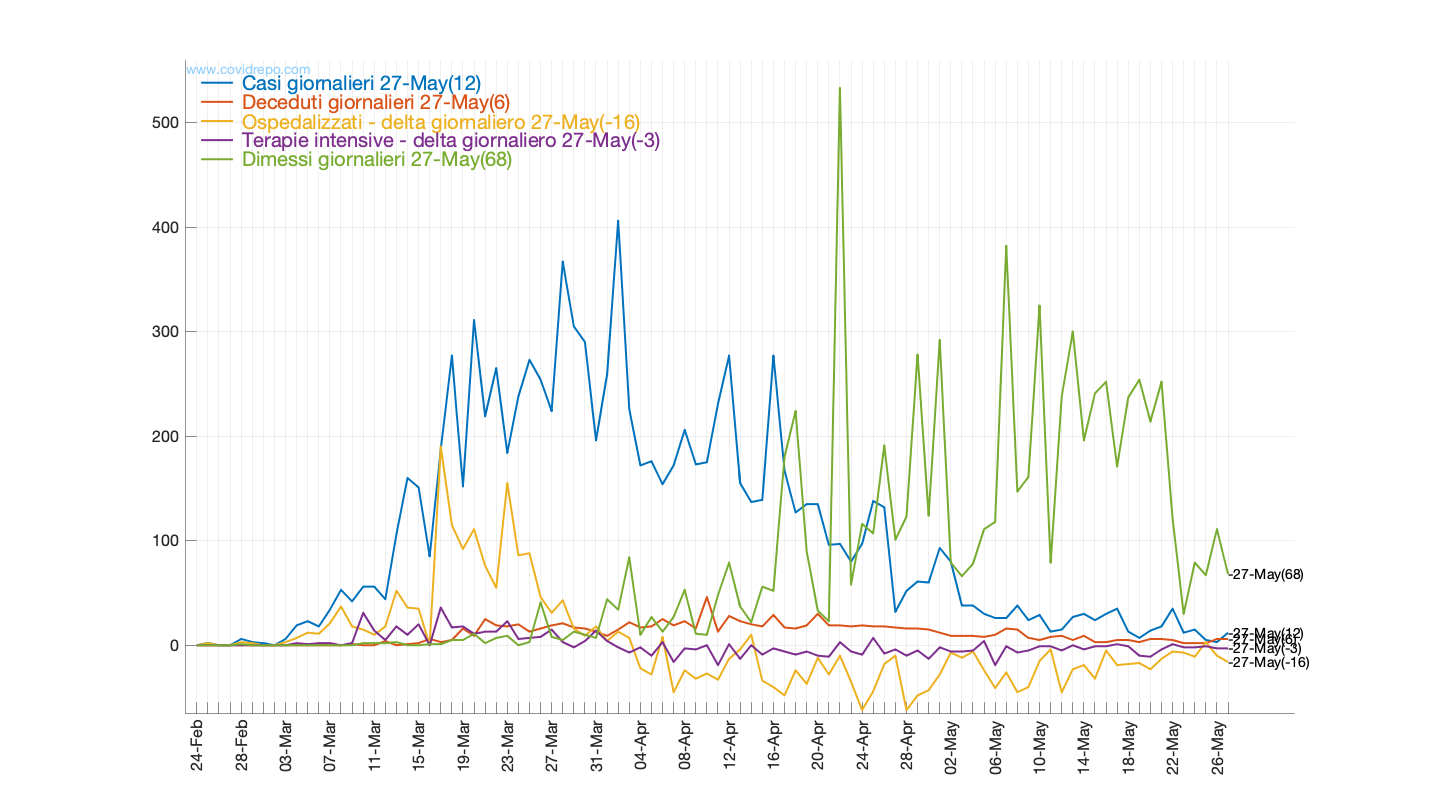 www.covidrepo.com
Casi giornalieri 27-May(12)
Deceduti giornalieri 27-May(6)
Ospedalizzati - delta giornaliero 27-May(-16)
Terapie intensive - delta giornaliero 27-May(-3)
Dimessi giornalieri 27-May(68)
500
400
300
200
100
0
27-May(68)
27-May(12)
27-May(6)
27-May(-3)
27-May(-16)
24-Feb
28-Feb
03-Mar
07-Mar
11-Mar
15-Mar
19-Mar
23-Mar
27-Mar
31-Mar
04-Apr
08-Apr
12-Apr
16-Apr
20-Apr
24-Apr
28-Apr
02-May
06-May
10-May
14-May
18-May
22-May
26-May